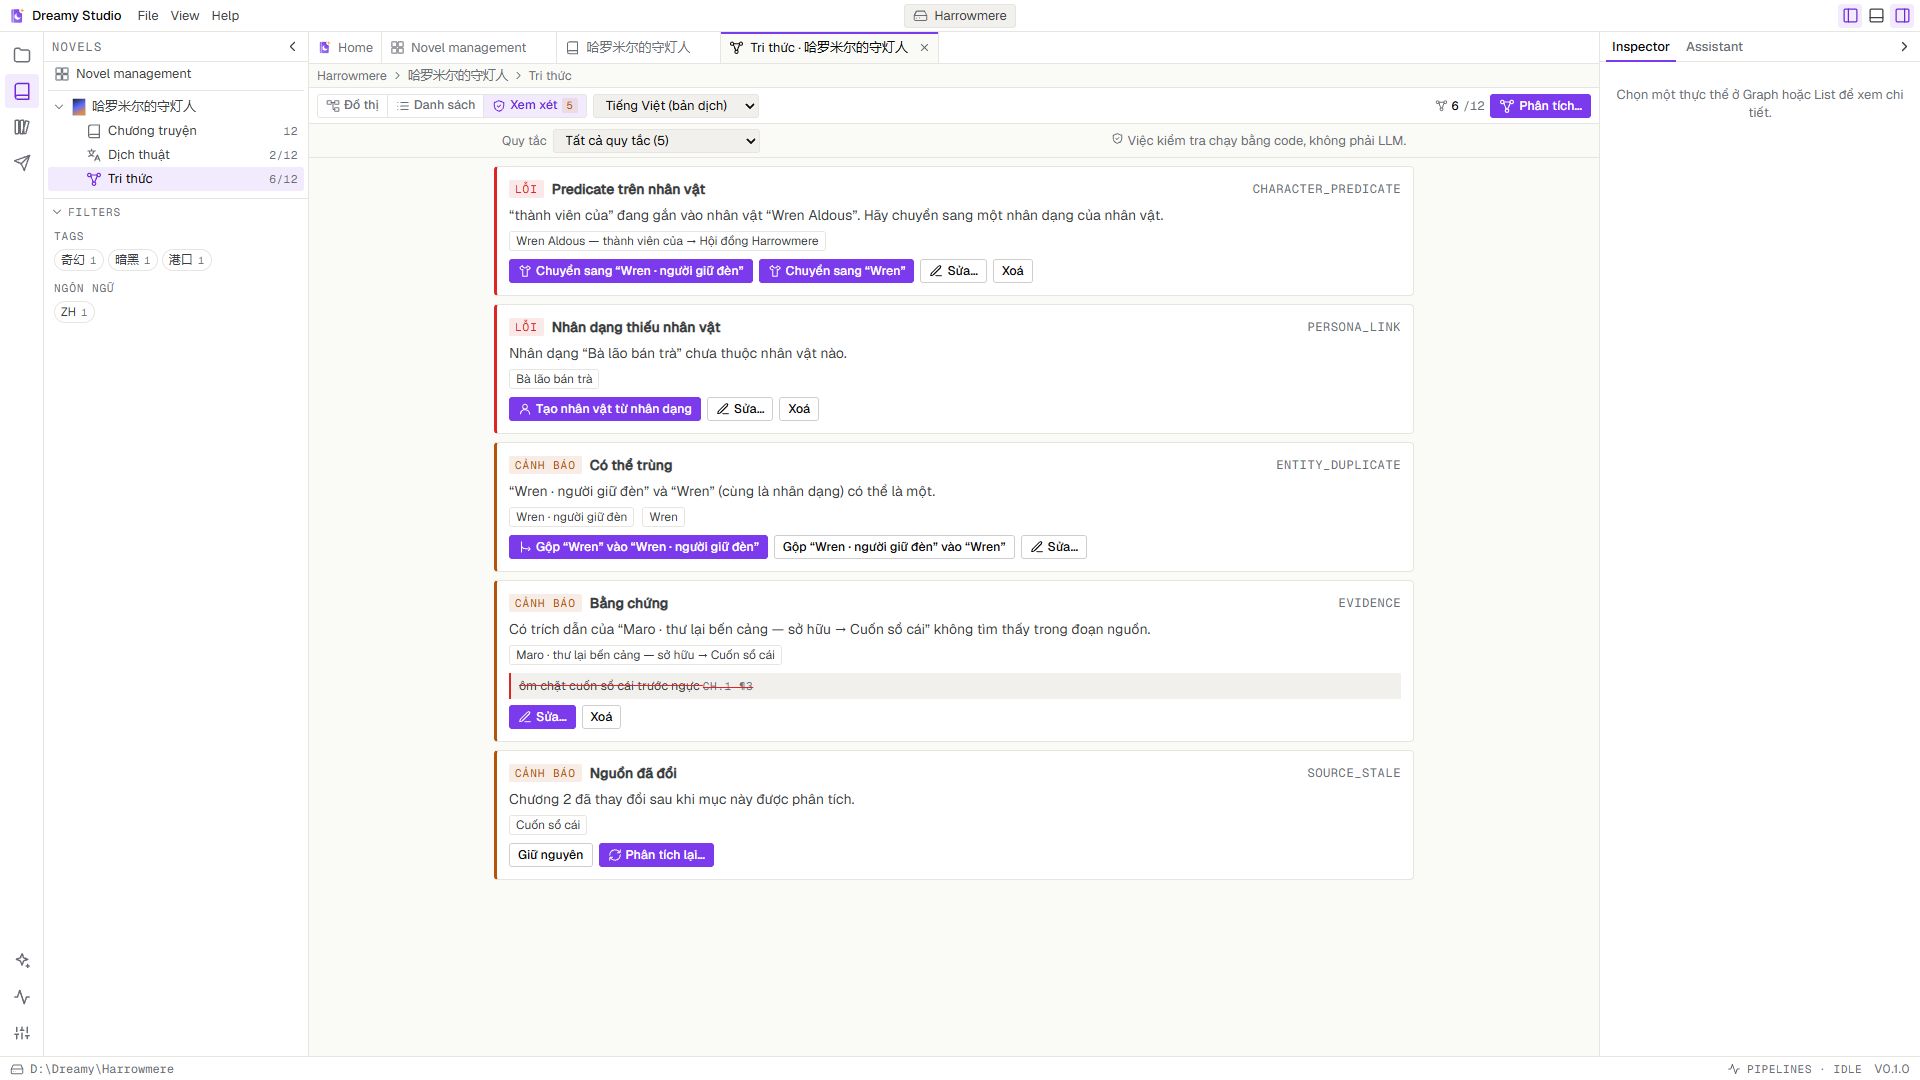 Dreamy Studio File View Help
Harrowmere
NOVELS
Novel management
哈罗米尔的守灯人
Chương truyện 12
Dịch thuật 2/12
Tri thức 6/12
FILTERS
TAGS
奇幻 1 暗黑 1 港口 1
NGÔN NGỮ
ZH 1
Home Novel management 哈罗米尔的守灯人 Tri thức · 哈罗米尔的守灯人
Harrowmere > 哈罗米尔的守灯人 > Tri thức
Đồ thị Danh sách Xem xét 5 Tiếng Việt (bản dịch) 6 /12 Phân tích…
Quy tắc Tất cả quy tắc (5) Việc kiểm tra chạy bằng code, không phải LLM.
LỖI Predicate trên nhân vật CHARACTER_PREDICATE
“thành viên của” đang gắn vào nhân vật “Wren Aldous”. Hãy chuyển sang một nhân dạng của nhân vật.
Wren Aldous — thành viên của → Hội đồng Harrowmere
Chuyển sang “Wren · người giữ đèn” Chuyển sang “Wren” Sửa… Xoá
LỖI Nhân dạng thiếu nhân vật PERSONA_LINK
Nhân dạng “Bà lão bán trà” chưa thuộc nhân vật nào.
Bà lão bán trà
Tạo nhân vật từ nhân dạng Sửa… Xoá
CẢNH BÁO Có thể trùng ENTITY_DUPLICATE
“Wren · người giữ đèn” và “Wren” (cùng là nhân dạng) có thể là một.
Wren · người giữ đèn Wren
Gộp “Wren” vào “Wren · người giữ đèn” Gộp “Wren · người giữ đèn” vào “Wren” Sửa…
CẢNH BÁO Bằng chứng EVIDENCE
Có trích dẫn của “Maro · thư lại bến cảng — sở hữu → Cuốn sổ cái” không tìm thấy trong đoạn nguồn.
Maro · thư lại bến cảng — sở hữu → Cuốn sổ cái
ôm chặt cuốn sổ cái trước ngực CH.1 ¶3
Sửa… Xoá
CẢNH BÁO Nguồn đã đổi SOURCE_STALE
Chương 2 đã thay đổi sau khi mục này được phân tích.
Cuốn sổ cái
Giữ nguyên Phân tích lại…
Inspector Assistant
Chọn một thực thể ở Graph hoặc List để xem chi
tiết.
D:\Dreamy\Harrowmere
PIPELINES · IDLE V0.1.0